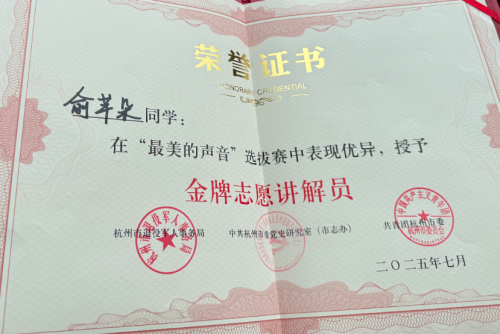 荣誉证书
HONORARY CREDENTIAL
俞苹朵同学：
在“最美的声音”选拔赛中表现优异，授予
金牌志愿讲解员
杭州市退役军人事务局 中共杭州市委党史研究室（市志办） 共青团杭州市委
二〇二五年七月